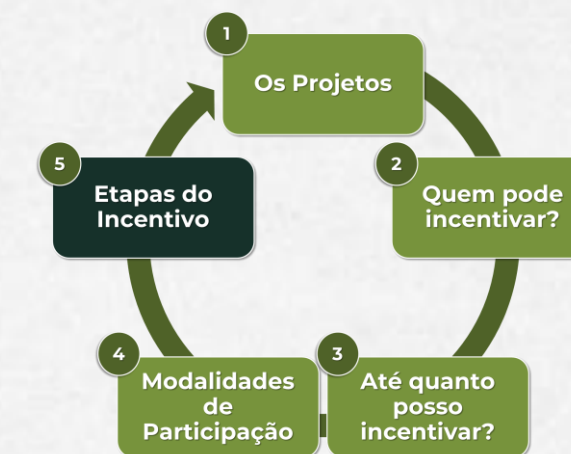 1
Os Projetos
2
Quem pode
incentivar?
3
Até quanto
posso
incentivar?
4
Modalidades
de
Participação
5
Etapas do
Incentivo